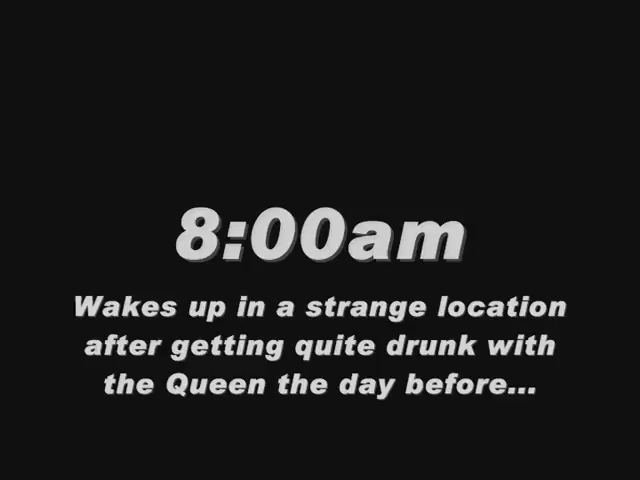 8:00am
Wakes up in a strange location
after getting quite drunk with
the Queen the day before...